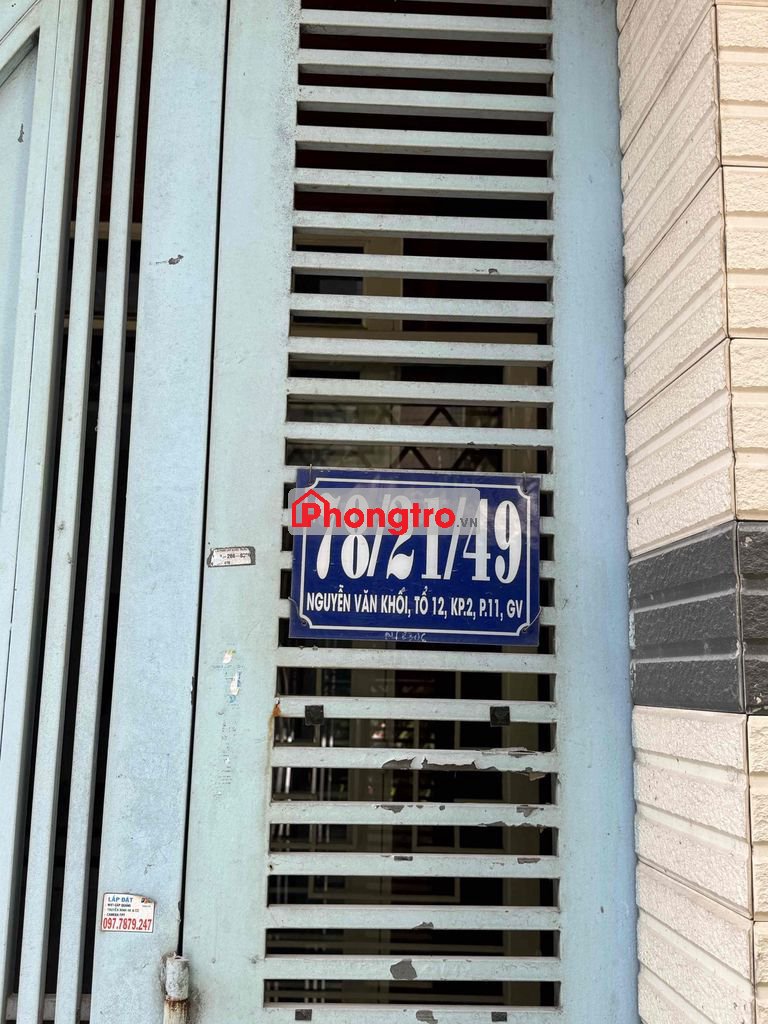 78/21/49
Phongtro.VN
NGUYỄN VĂN KHỐI, TỔ 12, KP.2, P.11, GV
LẮP ĐẶT
097.7879.247